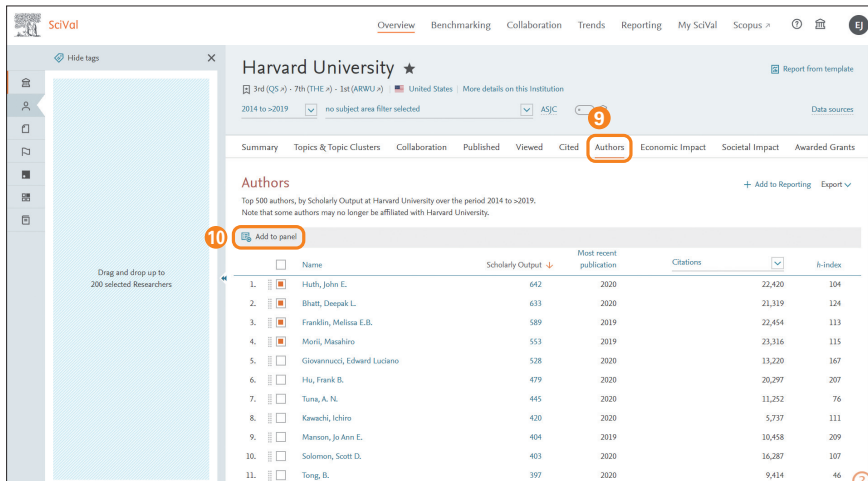 SciVal
Overview Benchmarking Collaboration Trends Reporting My SciVal Scopus ↗ EJ
Hide tags
Harvard University ★
Report from template
3rd (QS ↗) - 7th (THE ↗) - 1st (ARWU ↗) | United States | More details on this Institution
2014 to >2019 no subject area filter selected ASJC Data sources
9
Summary Topics & Topic Clusters Collaboration Published Viewed Cited Authors Economic Impact Societal Impact Awarded Grants
Authors
+ Add to Reporting Export
Top 500 authors, by Scholarly Output at Harvard University over the period 2014 to >2019.
Note that some authors may no longer be affiliated with Harvard University.
10 Add to panel
Drag and drop up to
200 selected Researchers
Name Scholarly Output ↓ Most recent publication Citations h-index
1. Huth, John E. 642 2020 22,420 104
2. Bhatt, Deepak L. 633 2020 21,319 124
3. Franklin, Melissa E.B. 589 2019 22,454 113
4. Morii, Masahiro 553 2019 23,316 115
5. Giovannucci, Edward Luciano 528 2020 13,220 167
6. Hu, Frank B. 479 2020 20,297 207
7. Tuna, A. N. 445 2020 11,252 76
8. Kawachi, Ichiro 420 2020 5,737 111
9. Manson, Jo Ann E. 404 2019 10,458 209
10. Solomon, Scott D. 403 2020 16,287 107
11. Tong, B. 397 2020 9,414 46